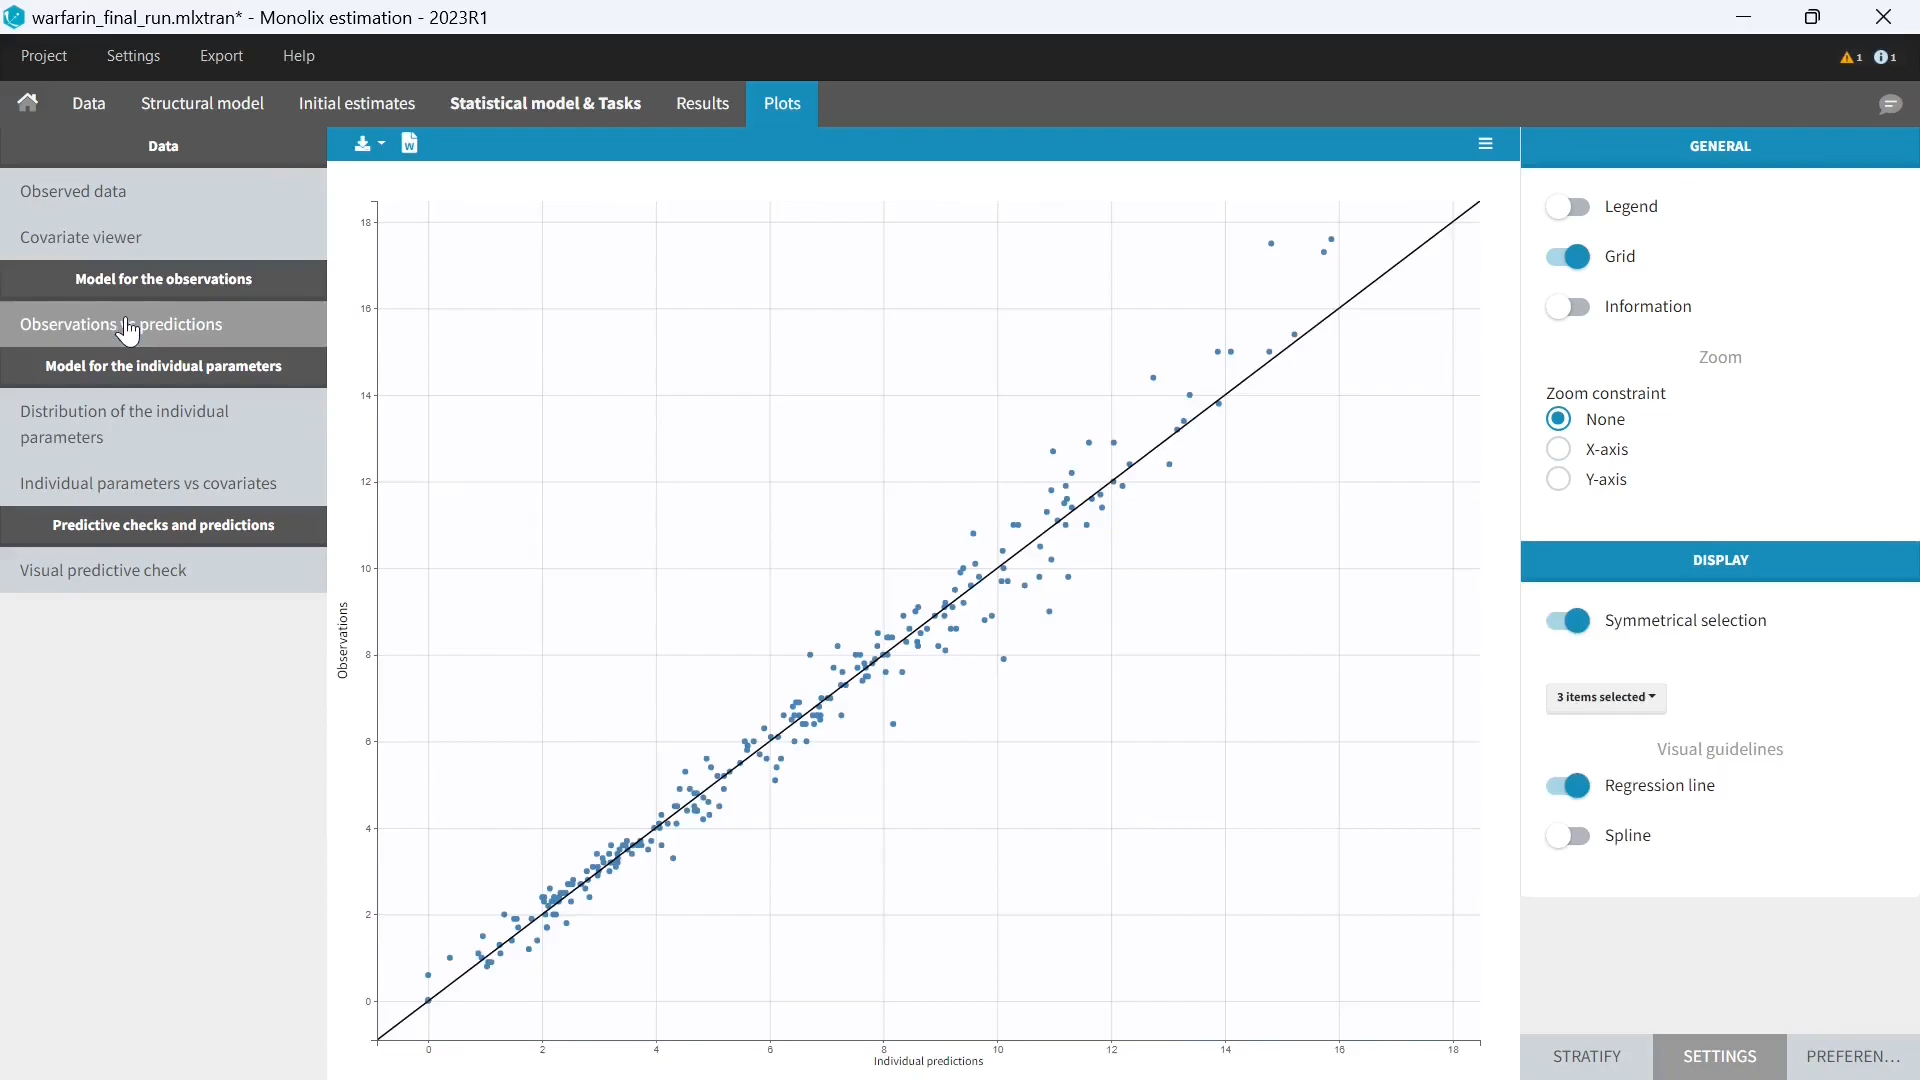 warfarin_final_run.mlxtran* - Monolix estimation - 2023R1
Project Settings Export Help
1 1
Data Structural model Initial estimates Statistical model & Tasks Results Plots
Data
W
GENERAL
Observed data
Covariate viewer
Model for the observations
Observations predictions
Model for the individual parameters
Distribution of the individual
parameters
Individual parameters vs covariates
Predictive checks and predictions
Visual predictive check
18
16
14
12
10
8
6
4
2
0
Observations
0 2 4 6 8 10 12 14 16 18
Individual predictions
Legend
Grid
Information
Zoom
Zoom constraint
None
X-axis
Y-axis
DISPLAY
Symmetrical selection
3 items selected
Visual guidelines
Regression line
Spline
STRATIFY SETTINGS PREFEREN...